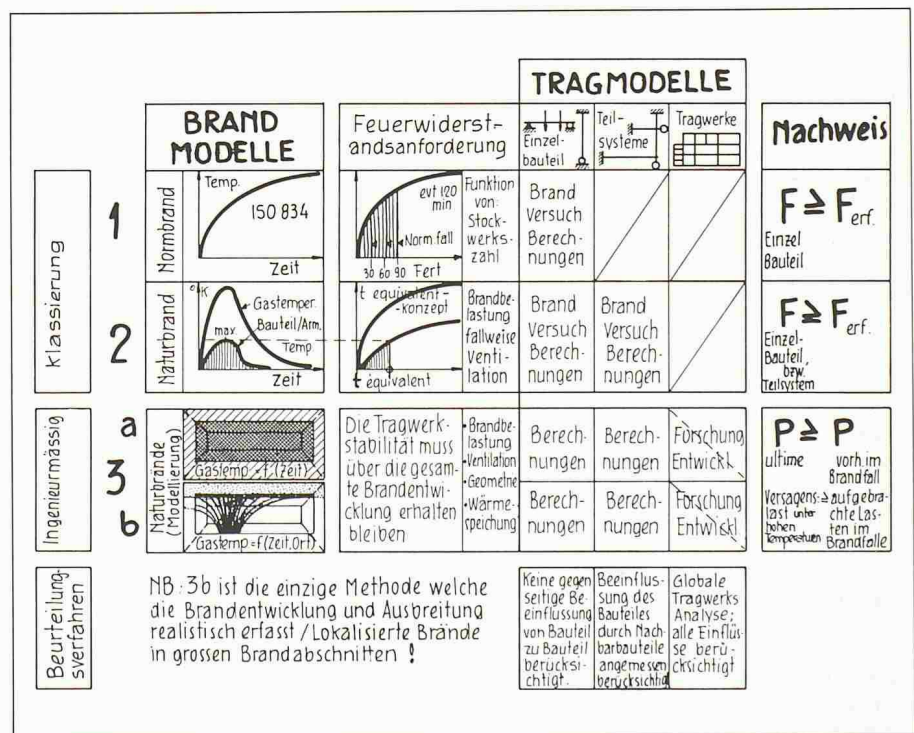 TRAGMODELLE
BRAND
MODELLE
Feuerwiderst-
andsanforderung
Einzel-
bauteil
Teil-
systeme
Tragwerke
Nachweis
klassierung
1
Normbrand
Temp.
ISO 834
Zeit
evt 120
min
Norm.fall
30 60 90 Fert
Funktion
von:
Stock-
werks-
zahl
Brand
Versuch
Berech-
nungen
F ≥ F erf.
Einzel
Bauteil
2
Naturbrand
°K
Gastemper.
Bauteil/Arm.
Temp
max.
Zeit
t equivalent-
konzept
t équivalent
Brandbe-
lastung
fallweise
Venti-
lation
Brand
Versuch
Berech-
nungen
Brand
Versuch
Berech-
nungen
F ≥ F erf.
Einzel-
Bauteil,
bzw.
Teilsystem
Ingenieurmässig
a
3
b
Naturbrände
(Modellierung)
Gastemp = f (Zeit)
Gastemp = f(Zeit,Ort)
Die Tragwerk-
stabilität muss
über die gesam-
te Brandentwi-
cklung erhalten
bleiben
•Brandbe-
lastung
•Ventilation
•Geometrie
•Wärme-
speichung
Berech-
nungen
Berech-
nungen
Forschung
Entwickl.
Berech-
nungen
Berech-
nungen
Forschung
Entwickl
P ≥ P
ultime vorh.im
Brandfall
Versagens- ≥ aufgebra-
last unter chte Las-
hohen ten im
Temperaturen Brandfalle
Beurteilung-
sverfahren
NB: 3b ist die einzige Methode welche
die Brandentwicklung und Ausbreitung
realistisch erfasst / Lokalisierte Brände
in grossen Brandabschnitten !
Keine gegen
seitige Be-
einflussung
von Bauteil
zu Bauteil
berücksi-
chtigt.
Beeinflus-
sung des
Bauteiles
durch Nach-
barbauteile
angemessen
berücksichtig
Globale
Tragwerks
Analyse;
alle Einflüs-
se berü-
cksichtigt